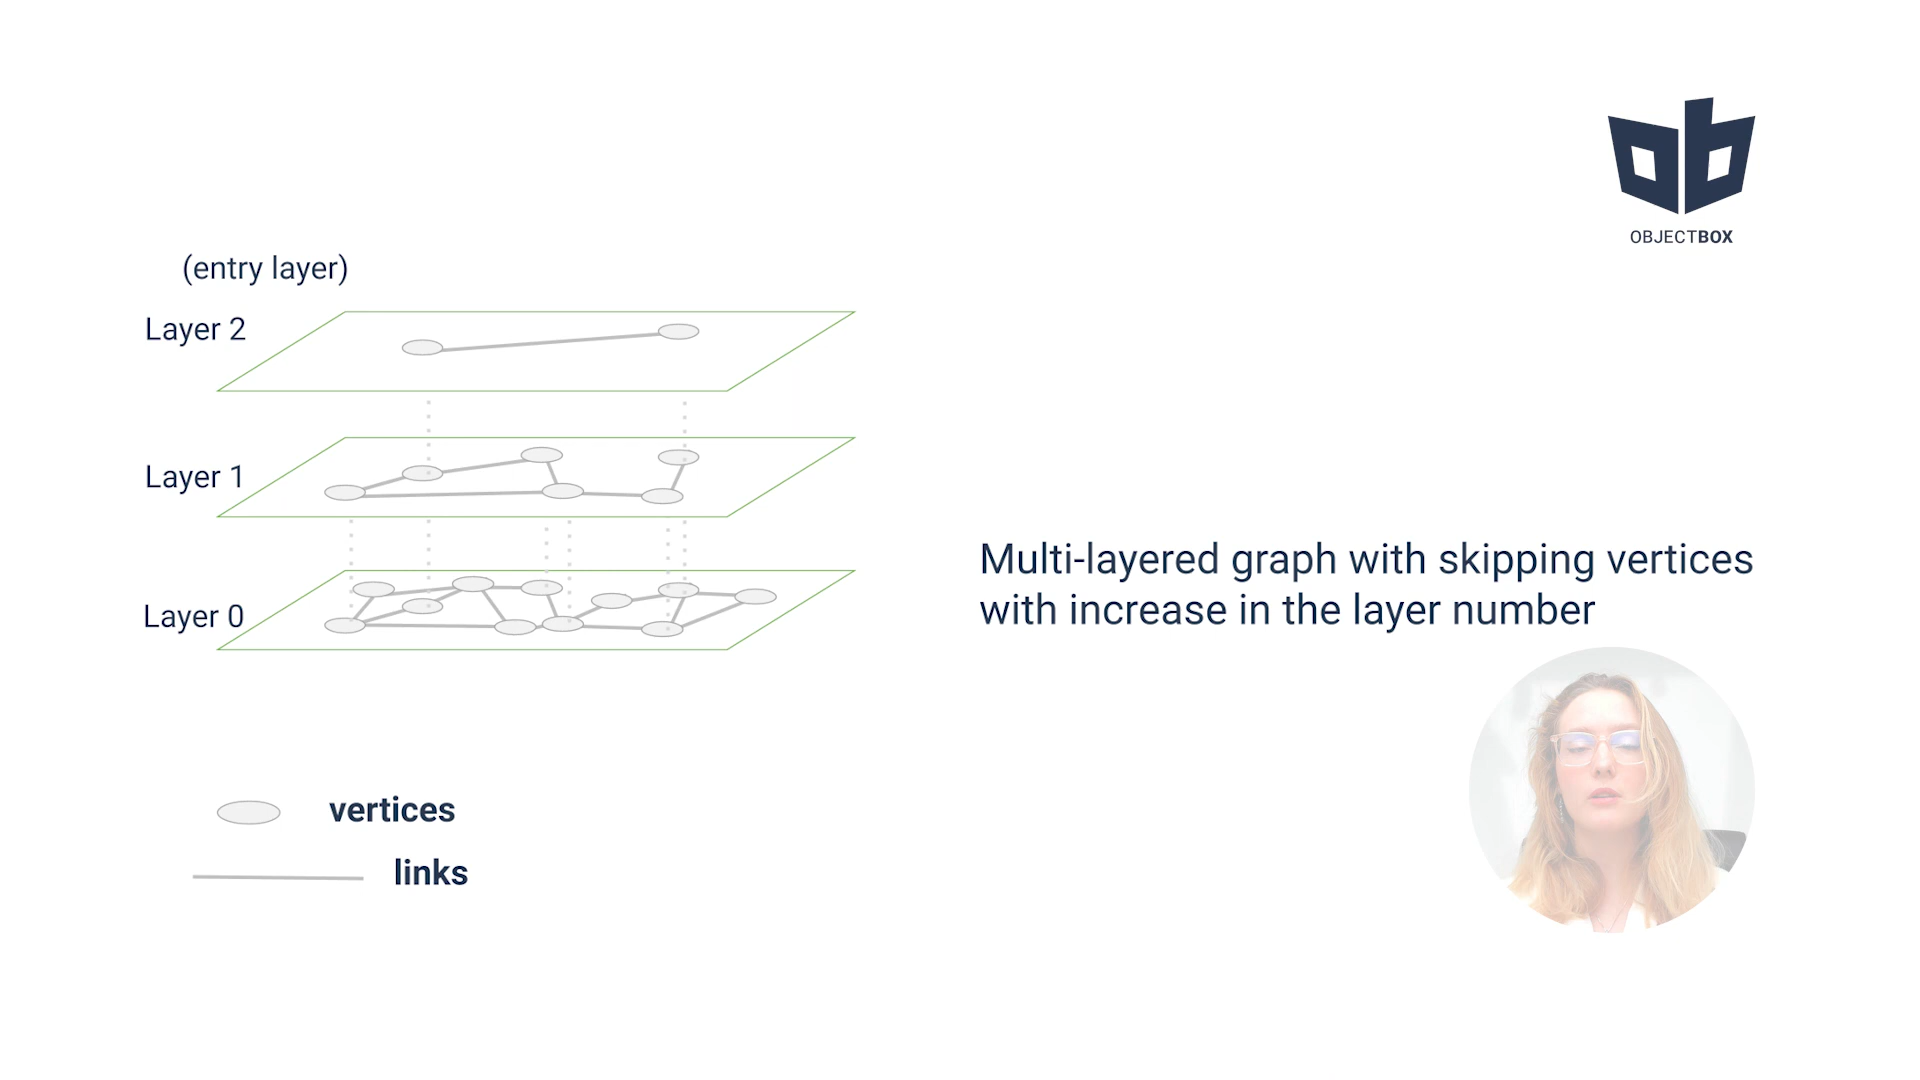 OBJECTBOX
(entry layer)
Layer 2
Layer 1
Layer 0
Multi-layered graph with skipping vertices
with increase in the layer number
vertices
links